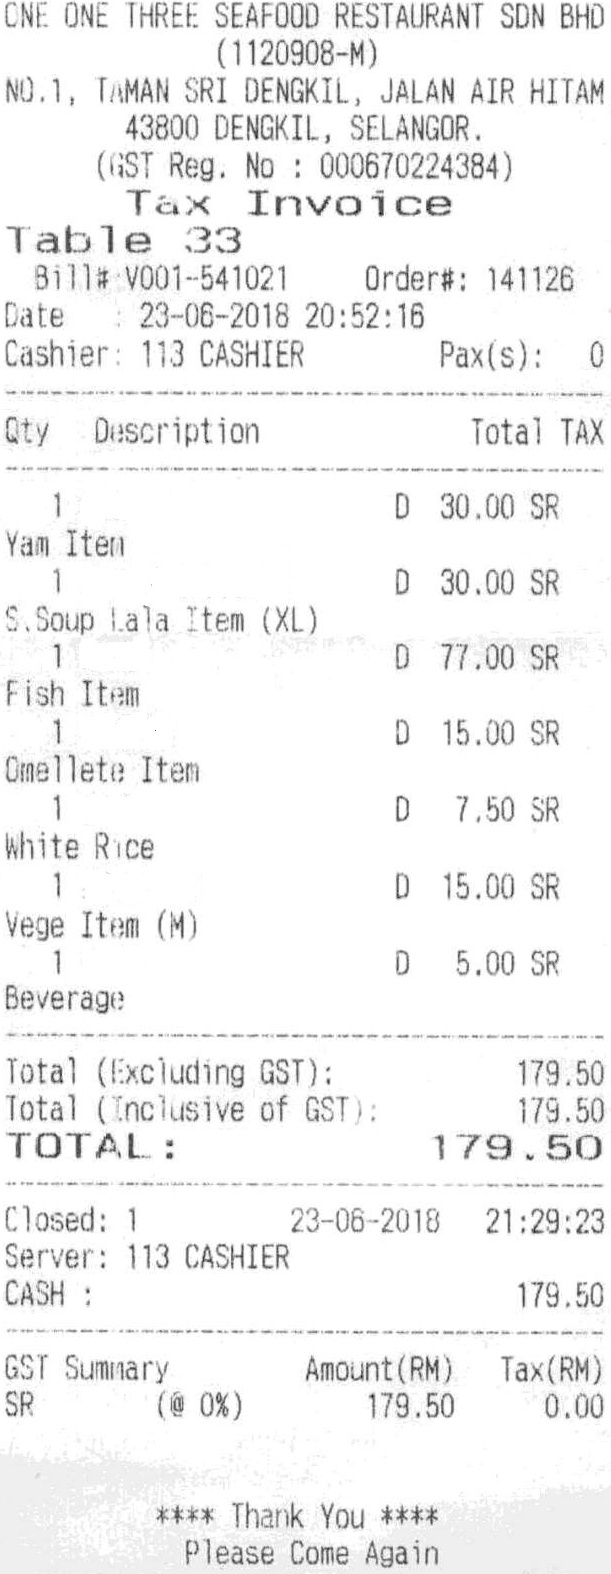 ONE ONE THREE SEAFOOD RESTAURANT SDN BHD
(1120908-M)
NO.1, TAMAN SRI DENGKIL, JALAN AIR HITAM
43800 DENGKIL, SELANGOR.
(GST Reg. No : 000670224384)
Tax Invoice
Table 33
Bill# V001-541021 Order#: 141126
Date : 23-06-2018 20:52:16
Cashier: 113 CASHIER Pax(s): 0
Qty Description Total TAX
1 D 30.00 SR
Yam Item
1 D 30.00 SR
S.Soup Lala Item (XL)
1 D 77.00 SR
Fish Item
1 D 15.00 SR
Omellete Item
1 D 7.50 SR
White Rice
1 D 15.00 SR
Vege Item (M)
1 D 5.00 SR
Beverage
Total (Excluding GST): 179.50
Total (Inclusive of GST): 179.50
TOTAL: 179.50
Closed: 1 23-06-2018 21:29:23
Server: 113 CASHIER
CASH : 179.50
GST Summary Amount(RM) Tax(RM)
SR (@ 0%) 179.50 0.00
**** Thank You ****
Please Come Again